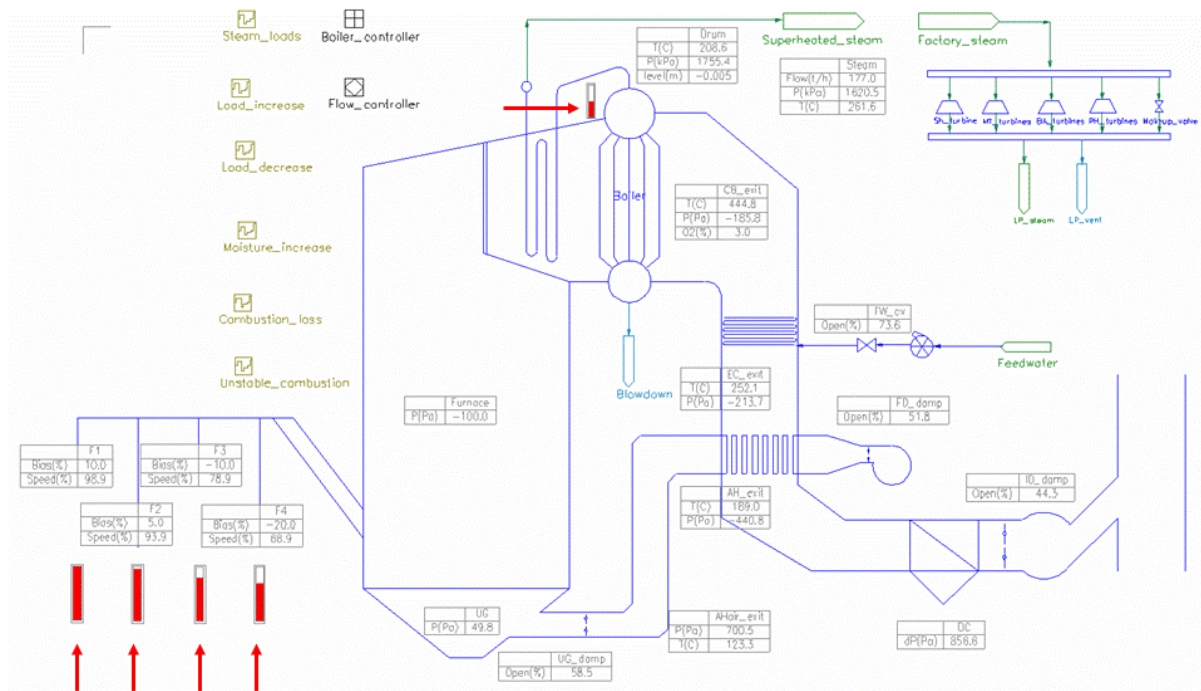 Steam_loads
Boiler_controller
Load_increase
Flow_controller
Load_decrease
Moisture_increase
Combustion_loss
Unstable_combustion
Drum
T(C) 208.6
P(kPa) 1755.4
level(m) -0.005
Superheated_steam
Factory_steam
Steam
Flow(t/h) 177.0
P(kPa) 1620.5
T(C) 261.6
Sh_turbine
Mll_turbines
BA_turbines
PH_turbines
Makeup_valve
LP_steam
LP_vent
Boiler
CB_exit
T(C) 444.8
P(Pa) -185.8
O2(%) 3.0
FW_cv
Open(%) 73.6
Feedwater
Blowdown
EC_exit
T(C) 252.1
P(Pa) -213.7
Furnace
P(Pa) -100.0
FD_damp
Open(%) 51.8
F1
Bias(%) 10.0
Speed(%) 98.9
F3
Bias(%) -10.0
Speed(%) 78.9
F2
Bias(%) 5.0
Speed(%) 93.9
F4
Bias(%) -20.0
Speed(%) 68.9
AH_exit
T(C) 189.0
P(Pa) -440.8
ID_damp
Open(%) 44.3
UG
P(Pa) 49.8
AHair_exit
P(Pa) 700.5
T(C) 123.3
DC
dP(Pa) 856.6
UG_damp
Open(%) 58.5